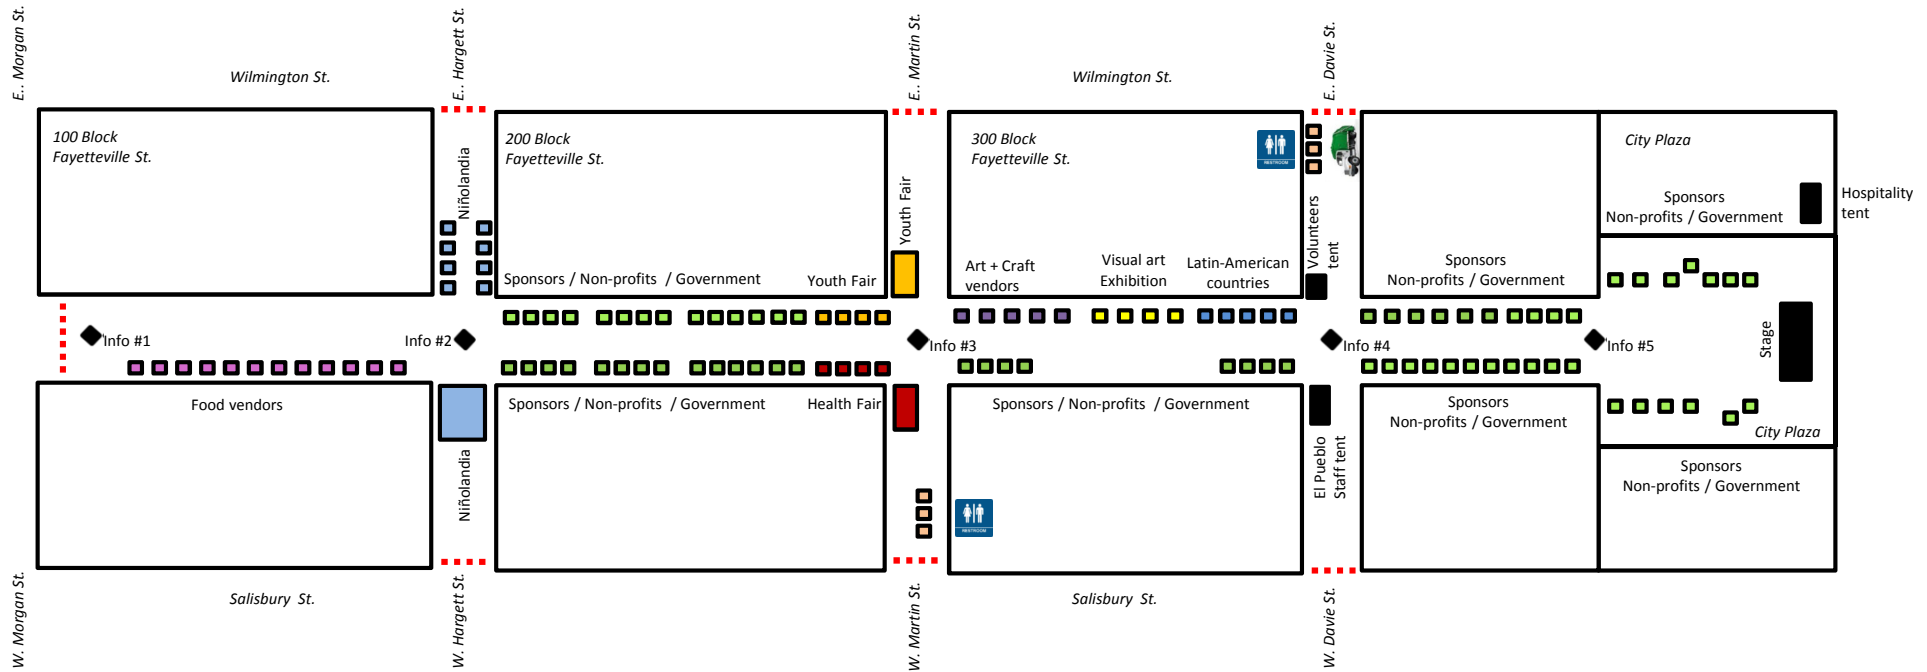 E.. Morgan St.
E.. Hargett St.
E.. Martin St.
E.. Davie St.
Wilmington St.
Wilmington St.
100 Block
Fayetteville St.
200 Block
Fayetteville St.
300 Block
Fayetteville St.
RESTROOM
City Plaza
Niñolandia
Youth Fair
Volunteers
tent
Sponsors
Non-profits / Government
Hospitality
tent
Sponsors / Non-profits / Government
Youth Fair
Art + Craft
vendors
Visual art
Exhibition
Latin-American
countries
Sponsors
Non-profits / Government
Info #1
Info #2
Info #3
Info #4
Info #5
Stage
Food vendors
Sponsors / Non-profits / Government
Health Fair
Sponsors / Non-profits / Government
Sponsors
Non-profits / Government
City Plaza
Niñolandia
El Pueblo
Staff tent
Sponsors
Non-profits / Government
RESTROOM
Salisbury St.
Salisbury St.
W. Morgan St.
W. Hargett St.
W. Martin St.
W. Davie St.